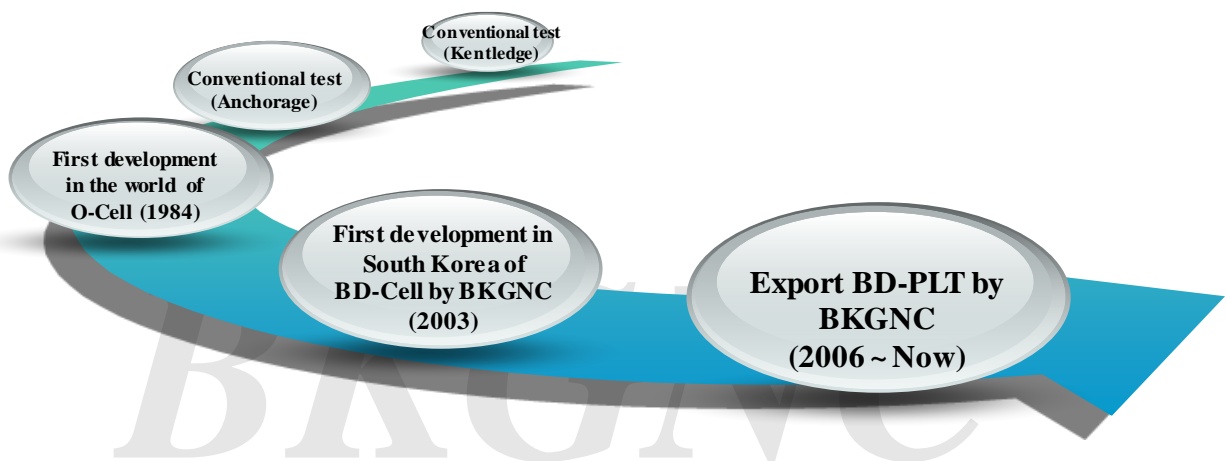 Conventional test
(Kentledge)
Conventional test
(Anchorage)
First development
in the world of
O-Cell (1984)
First development in
South Korea of
BD-Cell by BKGNC
(2003)
Export BD-PLT by
BKGNC
(2006 ~ Now)
BKGNC